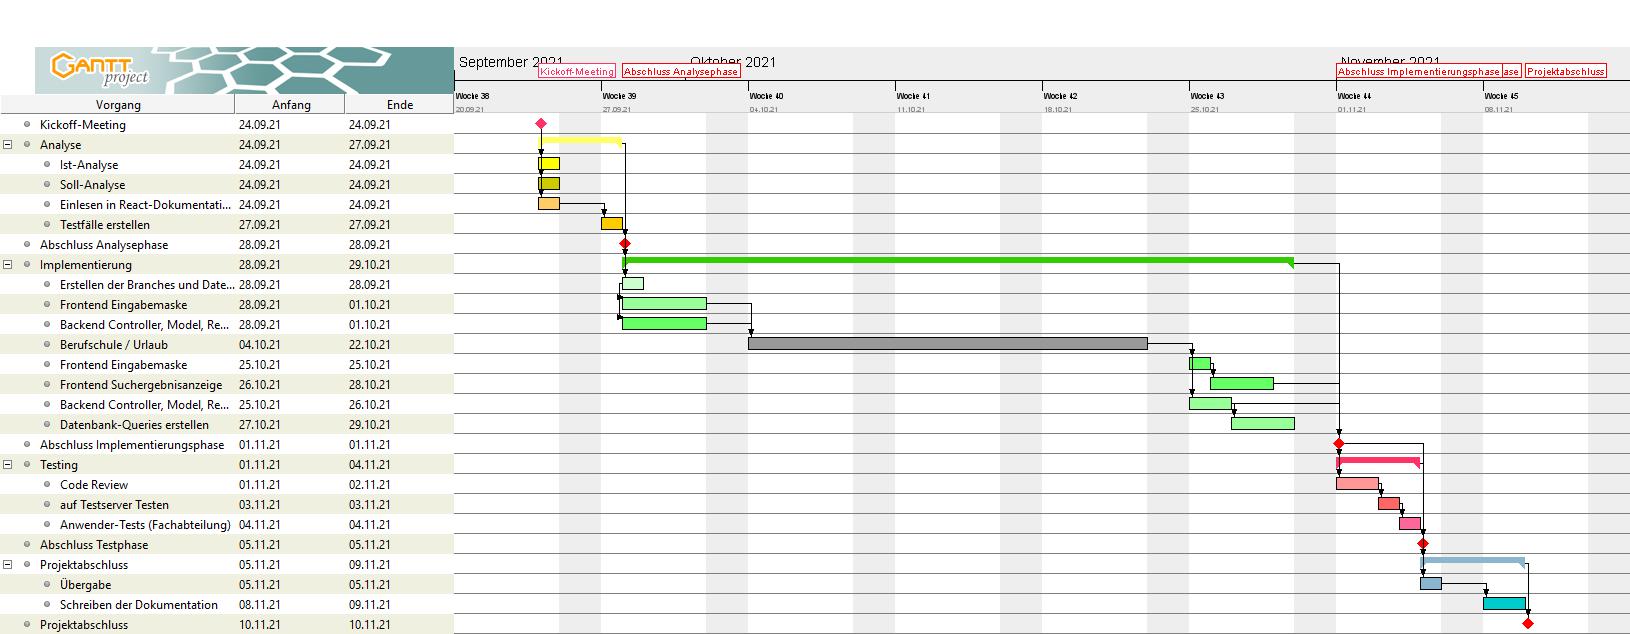 GANTT
project
September 2021
Oktober 2021
November 2021
Kickoff-Meeting
Abschluss Analysephase
Abschluss Implementierungsphase
ase
Projektabschluss
Woche 38
Woche 39
Woche 40
Woche 41
Woche 42
Woche 43
Woche 44
Woche 45
20.09.21
27.09.21
04.10.21
11.10.21
18.10.21
25.10.21
01.11.21
08.11.21
Vorgang Anfang Ende
Kickoff-Meeting 24.09.21 24.09.21
Analyse 24.09.21 27.09.21
Ist-Analyse 24.09.21 24.09.21
Soll-Analyse 24.09.21 24.09.21
Einlesen in React-Dokumentati... 24.09.21 24.09.21
Testfälle erstellen 27.09.21 27.09.21
Abschluss Analysephase 28.09.21 28.09.21
Implementierung 28.09.21 29.10.21
Erstellen der Branches und Date... 28.09.21 28.09.21
Frontend Eingabemaske 28.09.21 01.10.21
Backend Controller, Model, Re... 28.09.21 01.10.21
Berufschule / Urlaub 04.10.21 22.10.21
Frontend Eingabemaske 25.10.21 25.10.21
Frontend Suchergebnisanzeige 26.10.21 28.10.21
Backend Controller, Model, Re... 25.10.21 26.10.21
Datenbank-Queries erstellen 27.10.21 29.10.21
Abschluss Implementierungsphase 01.11.21 01.11.21
Testing 01.11.21 04.11.21
Code Review 01.11.21 02.11.21
auf Testserver Testen 03.11.21 03.11.21
Anwender-Tests (Fachabteilung) 04.11.21 04.11.21
Abschluss Testphase 05.11.21 05.11.21
Projektabschluss 05.11.21 09.11.21
Übergabe 05.11.21 05.11.21
Schreiben der Dokumentation 08.11.21 09.11.21
Projektabschluss 10.11.21 10.11.21